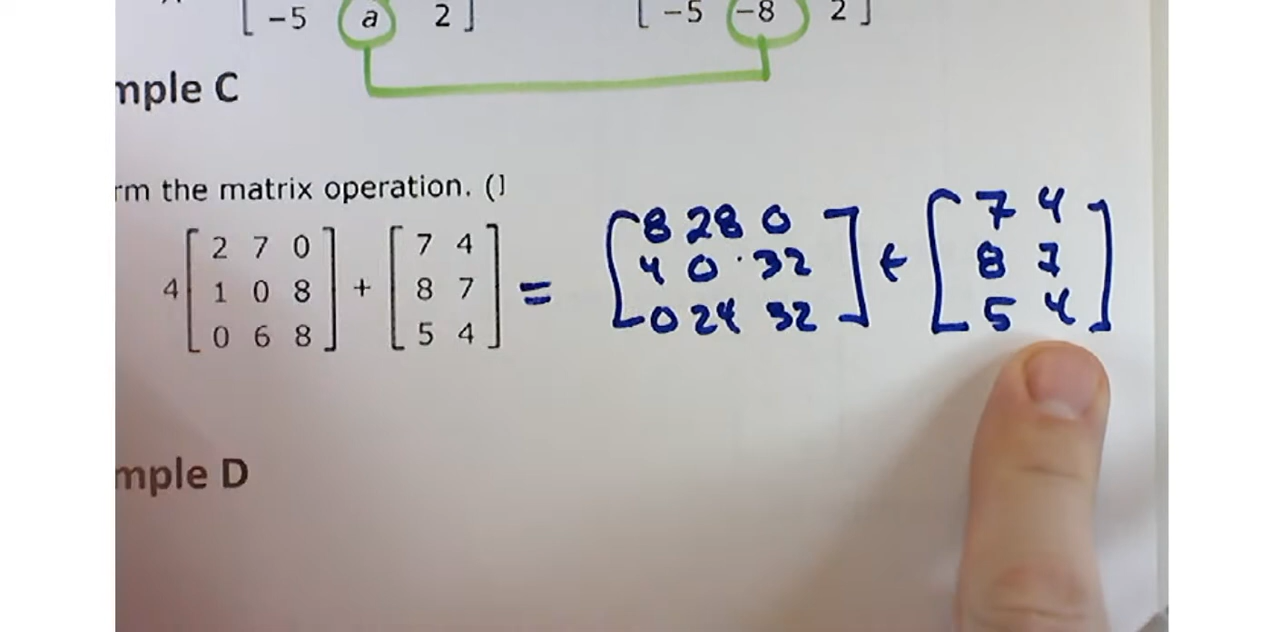 -5 a 2 -5 -8 2
mple C
rm the matrix operation. (
4 [ 2 7 0 ] + [ 7 4 ] = [ 8 28 0 ] + [ 7 4 ]
1 0 8 8 7 4 0 32 8 7
0 6 8 5 4 0 24 32 5 4
mple D